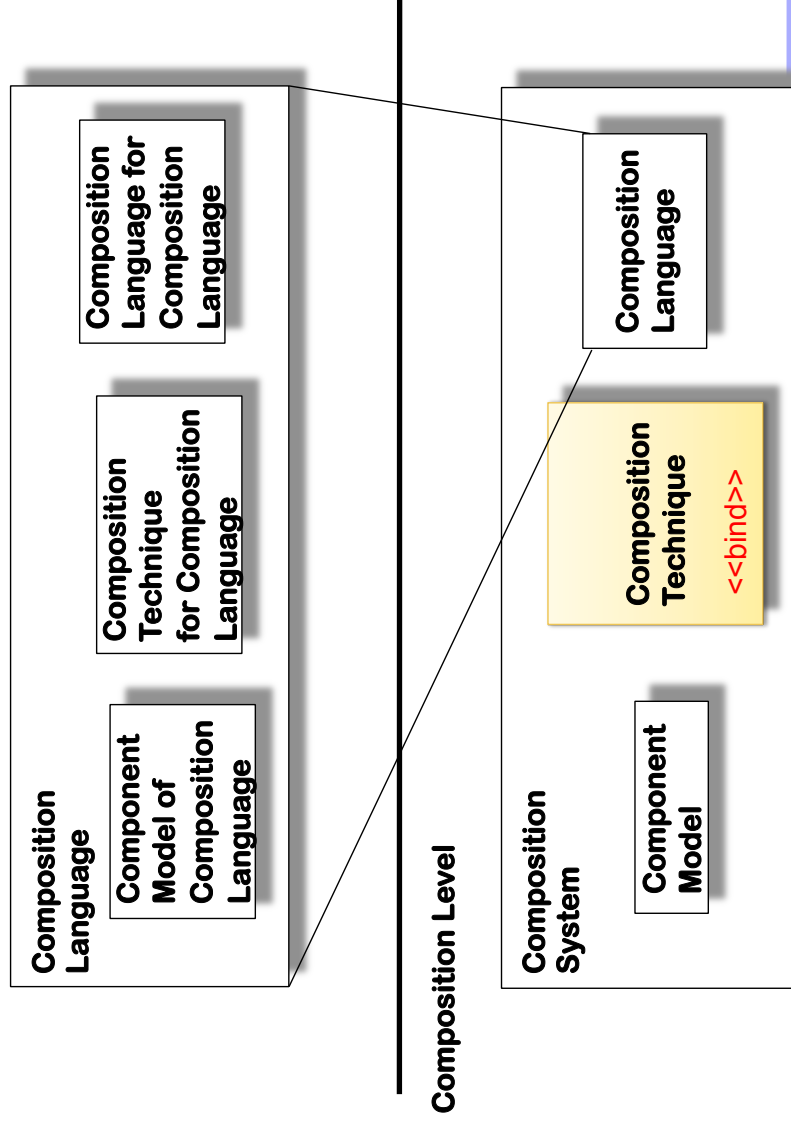 Composition
Language
Component
Model of
Composition
Language
Composition
Technique
for Composition
Language
Composition
Language for
Composition
Language
Composition Level
Composition
System
Component
Model
Composition
Technique
<<bind>>
Composition
Language